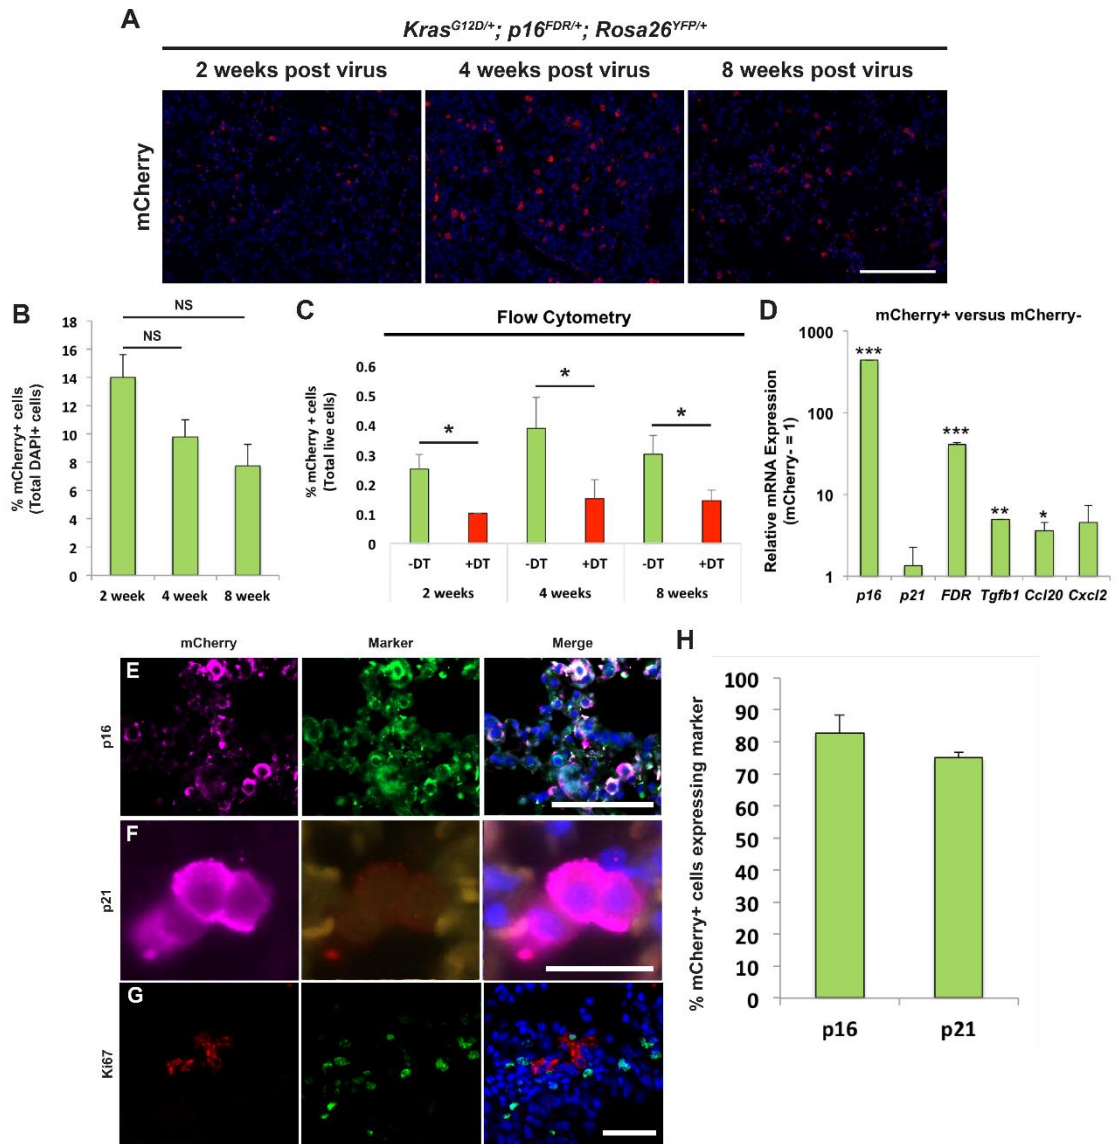 A
Kras^G12D/+; p16^FDR/+; Rosa26^YFP/+
2 weeks post virus
4 weeks post virus
8 weeks post virus
mCherry
B
NS
NS
% mCherry+ cells
(Total DAPI+ cells)
18
16
14
12
10
8
6
4
2
0
2 week
4 week
8 week
C
Flow Cytometry
% mCherry + cells
(Total live cells)
0.6
0.5
0.4
0.3
0.2
0.1
0
*
*
*
-DT
+DT
-DT
+DT
-DT
+DT
2 weeks
4 weeks
8 weeks
D
mCherry+ versus mCherry-
Relative mRNA Expression
(mCherry- = 1)
1000
100
10
1
***
***
**
*
p16
p21
FDR
Tgfb1
Ccl20
Cxcl2
mCherry
Marker
Merge
E
p16
F
p21
G
Ki67
H
% mCherry+ cells expressing marker
100
90
80
70
60
50
40
30
20
10
0
p16
p21